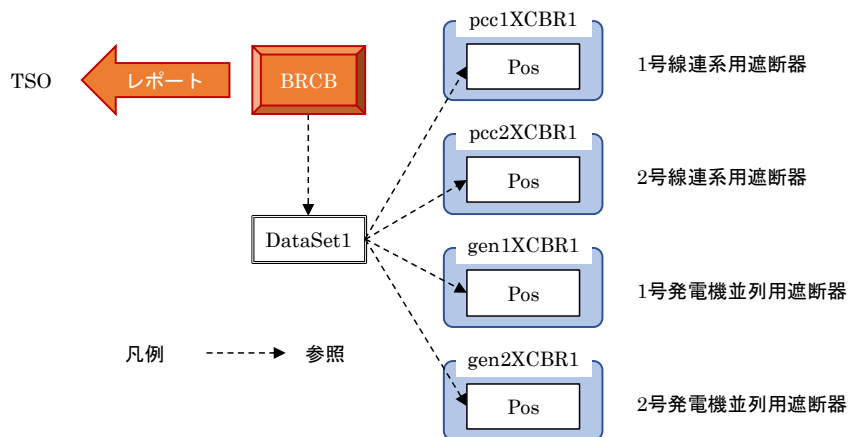 pcc1XCBR1
Pos
1号線連系用遮断器
TSO
レポート
BRCB
pcc2XCBR1
Pos
2号線連系用遮断器
DataSet1
gen1XCBR1
Pos
1号発電機並列用遮断器
凡例
参照
gen2XCBR1
Pos
2号発電機並列用遮断器